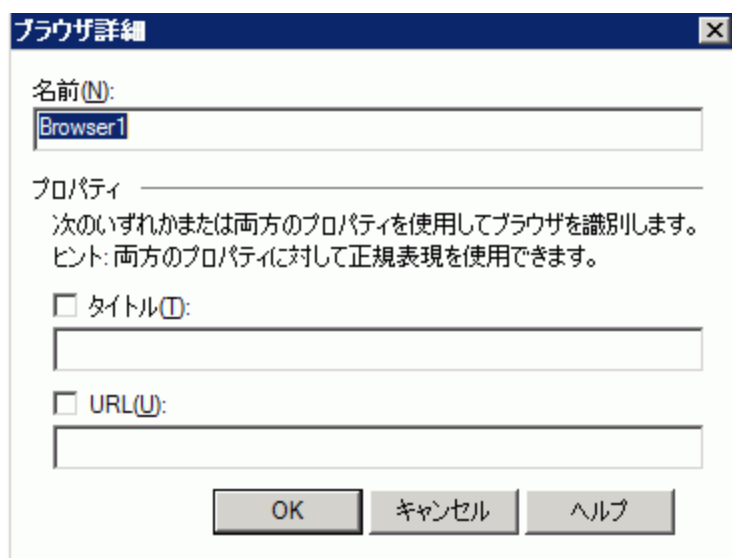 ブラウザ詳細
名前(N):
Browser1
プロパティ
次のいずれかまたは両方のプロパティを使用してブラウザを識別します。
ヒント: 両方のプロパティに対して正規表現を使用できます。
タイトル(T):
URL(U):
OK キャンセル ヘルプ